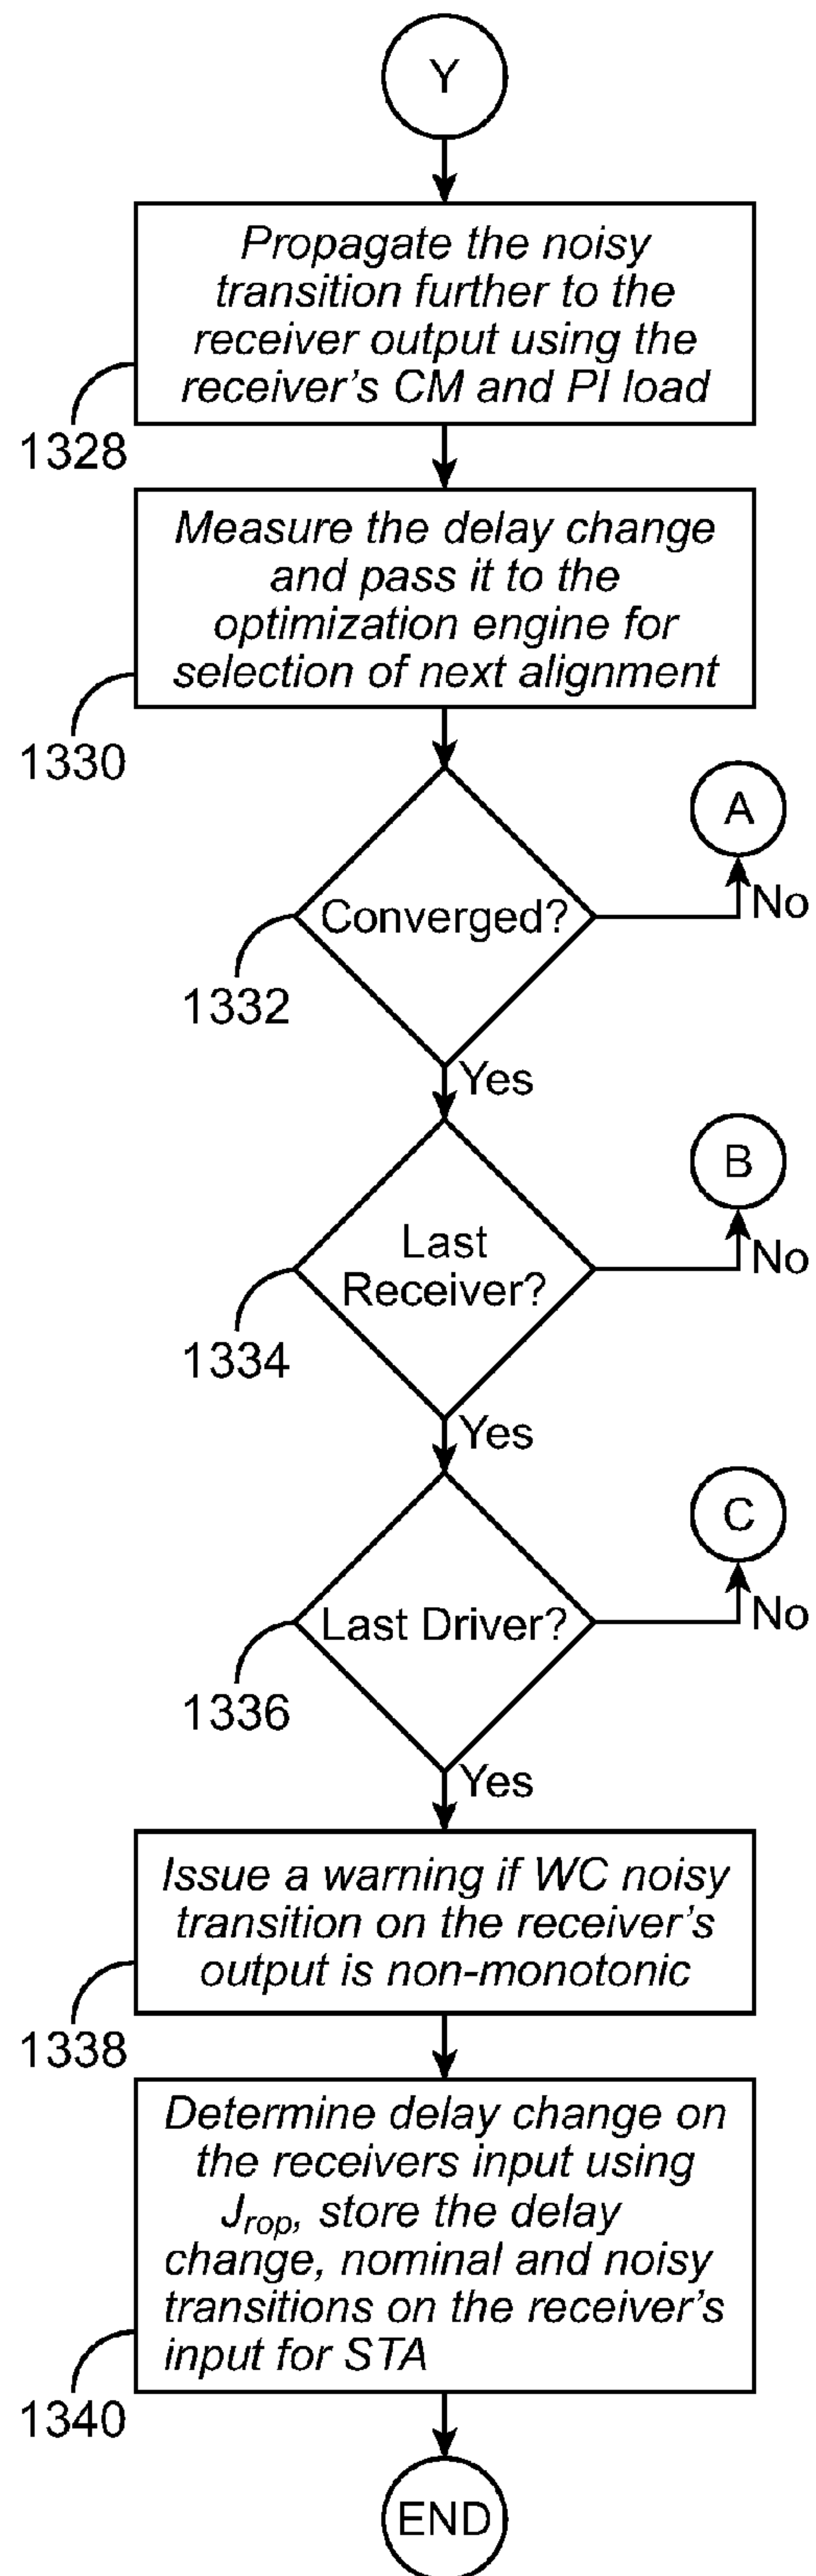 Y
Propagate the noisy
transition further to the
receiver output using the
receiver's CM and PI load
1328
Measure the delay change
and pass it to the
optimization engine for
selection of next alignment
1330
A
Converged?
No
1332
Yes
B
Last
Receiver?
No
1334
Yes
C
Last Driver?
No
1336
Yes
Issue a warning if WC noisy
transition on the receiver's
output is non-monotonic
1338
Determine delay change on
the receivers input using
Jrop, store the delay
change, nominal and noisy
transitions on the receiver's
input for STA
1340
END